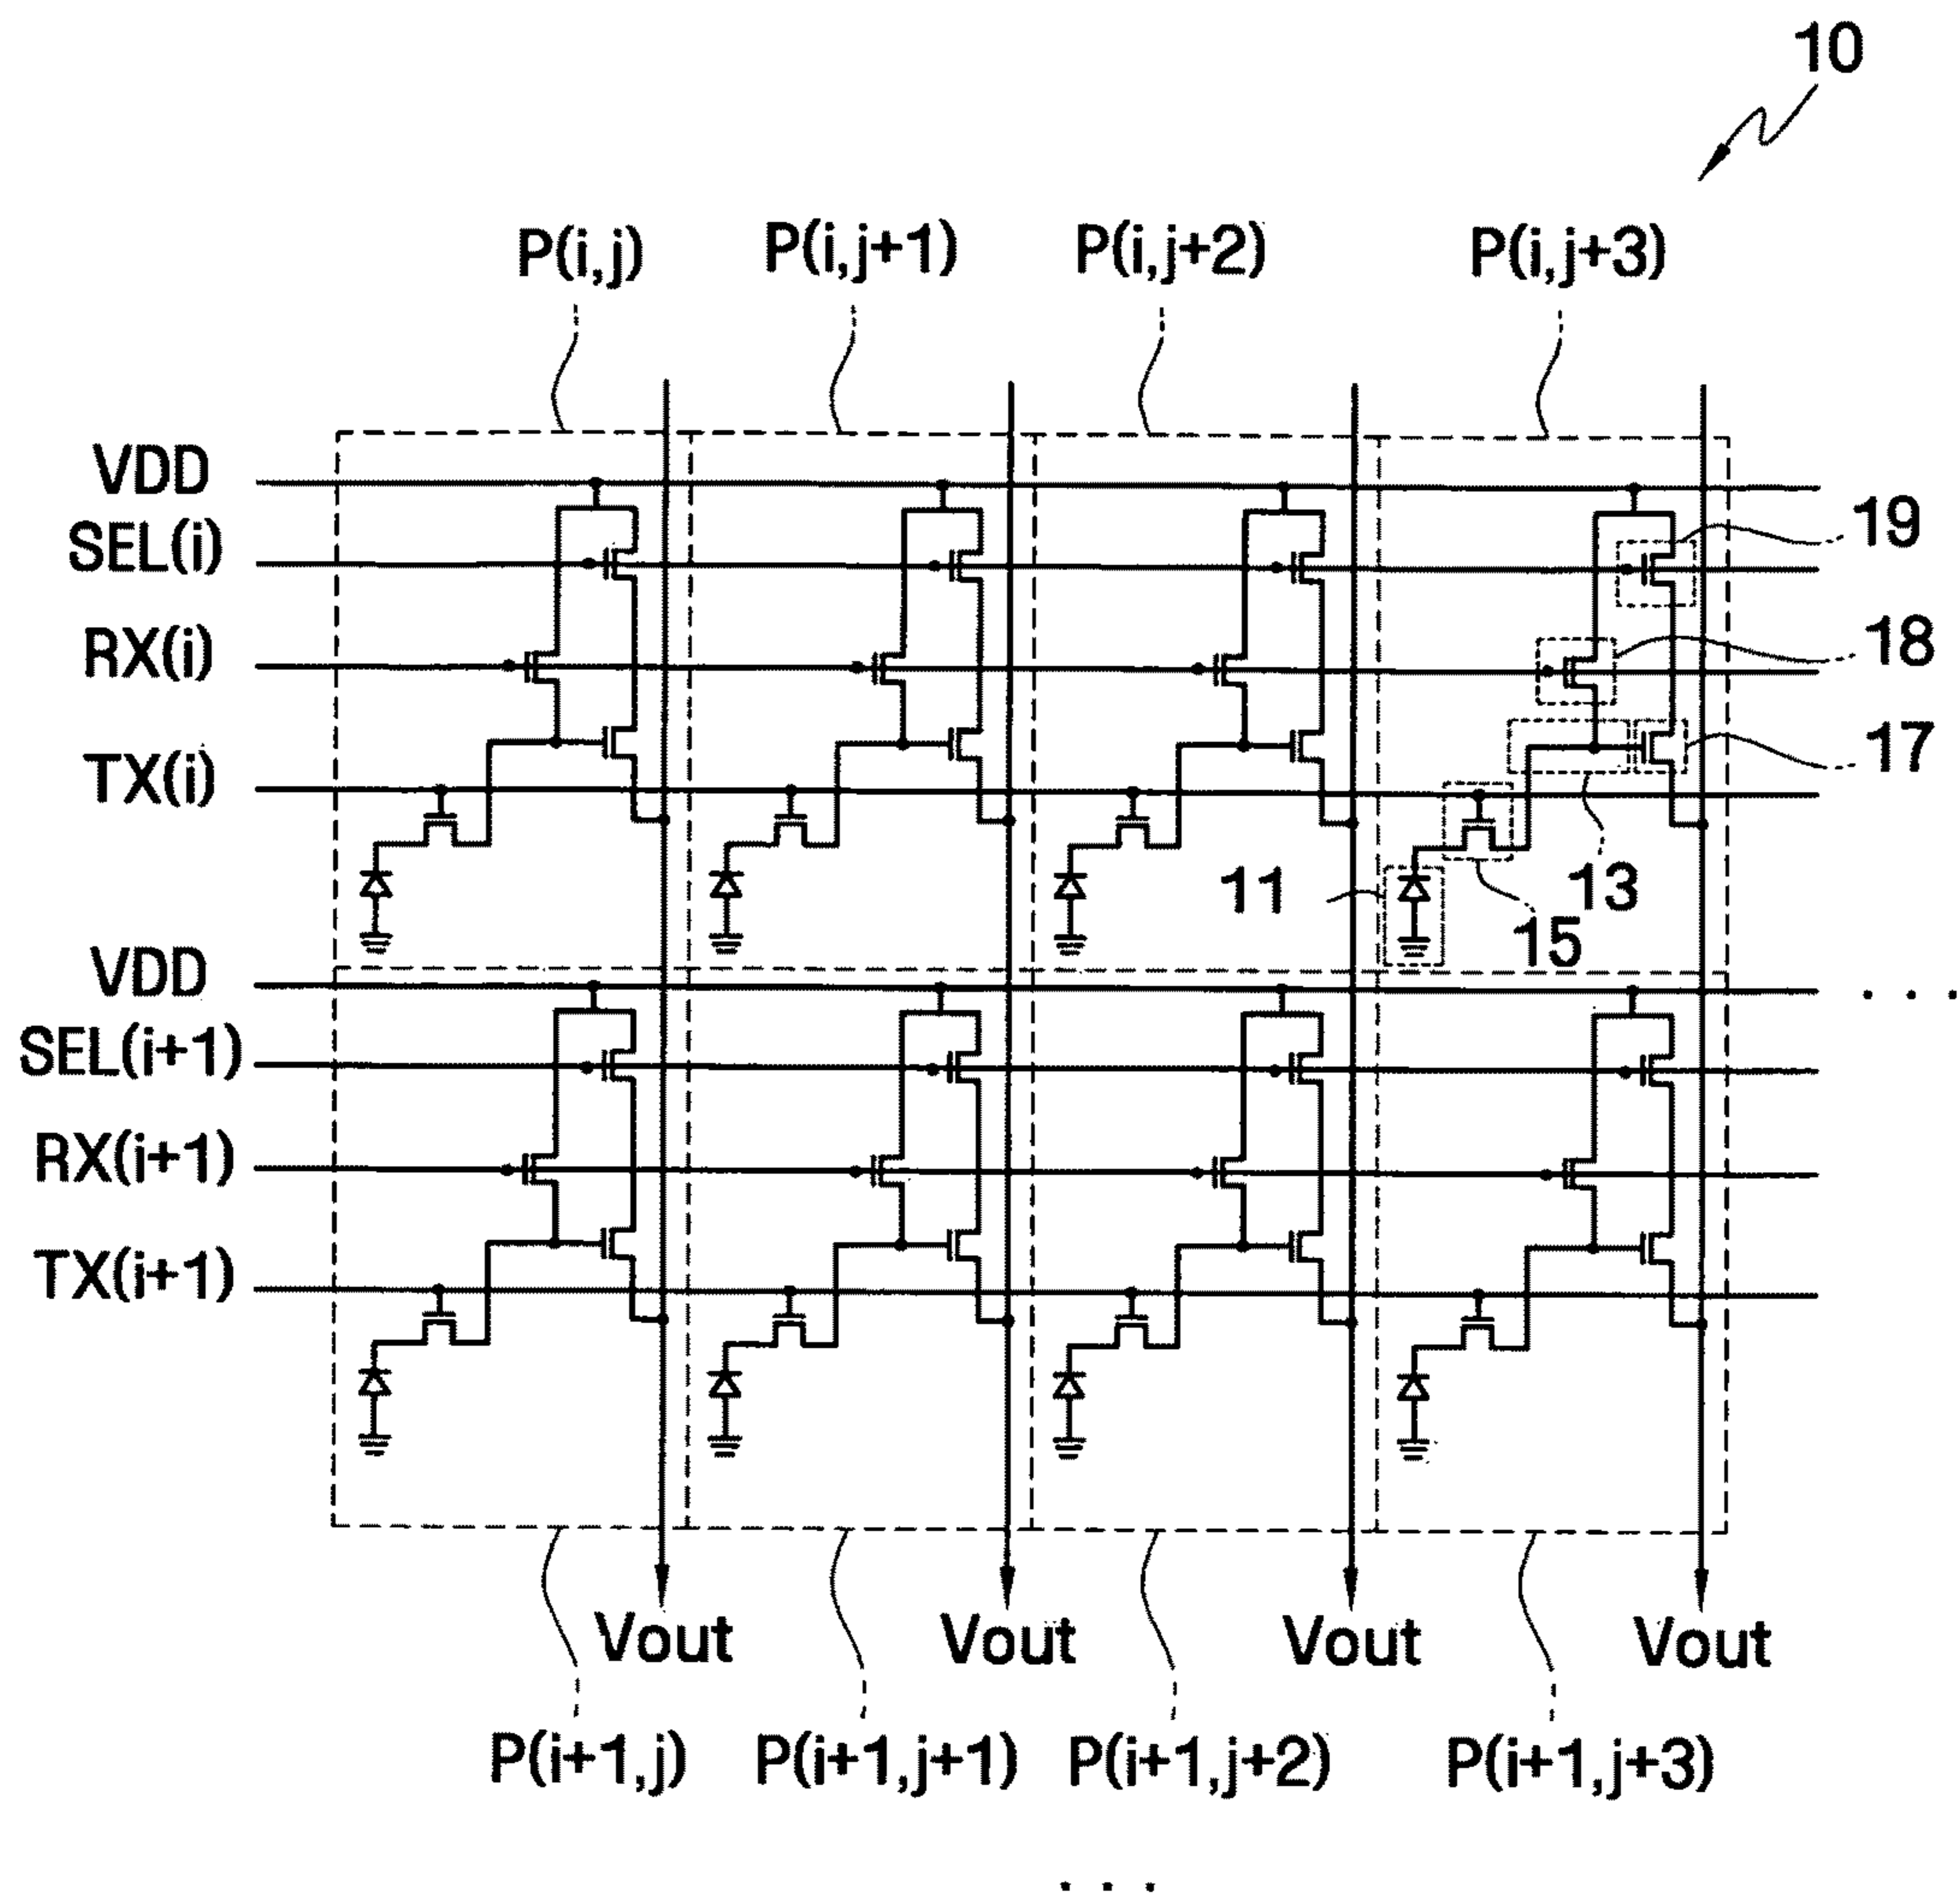 10
P(i,j) P(i,j+1) P(i,j+2) P(i,j+3)
VDD
SEL(i)
19
RX(i)
18
TX(i)
17
11
13
15
VDD
. . .
SEL(i+1)
RX(i+1)
TX(i+1)
Vout Vout Vout Vout
P(i+1,j) P(i+1,j+1) P(i+1,j+2) P(i+1,j+3)
. . .